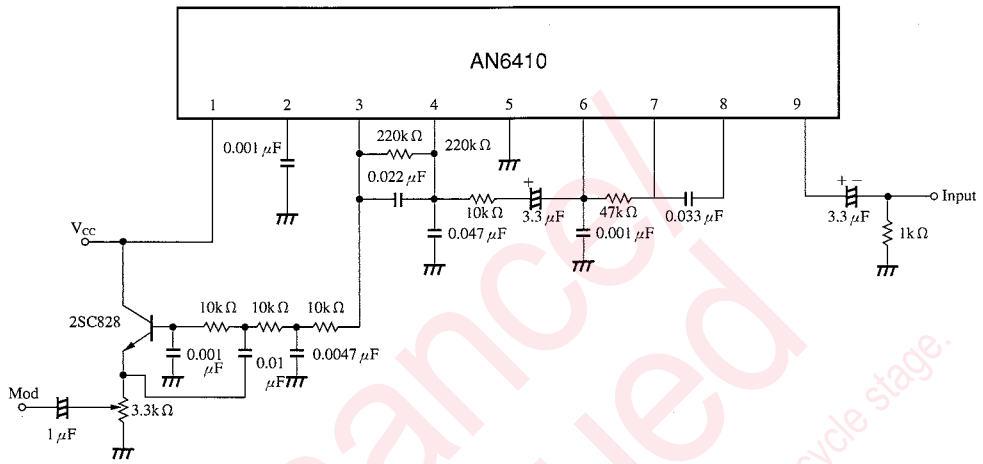 AN6410
1 2 3 4 5 6 7 8 9
220kΩ 220kΩ
0.001 μF
0.022 μF
+
+ −
Input
10kΩ
3.3 μF
47kΩ
0.033 μF
3.3 μF
0.047 μF
0.001 μF
1kΩ
VCC
10kΩ 10kΩ 10kΩ
2SC828
0.001 μF
0.01 μF
0.0047 μF
Mod
3.3kΩ
1 μF
cycle stage.